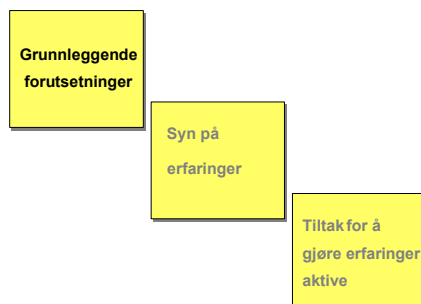 Grunnleggende
forutsetninger
Syn på
erfaringer
Tiltak for å
gjøre erfaringer
aktive